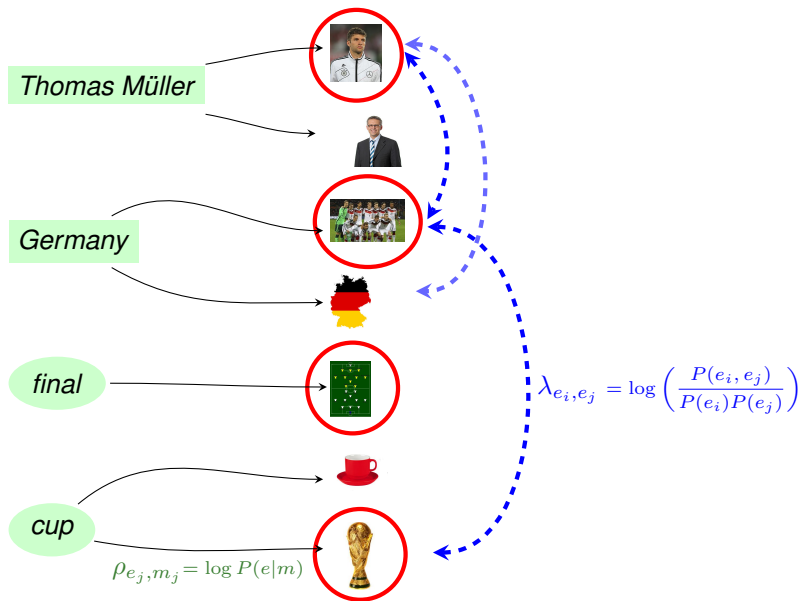 Thomas Müller
Germany
final
λ_{e_i,e_j} = log ( P(e_i, e_j) / P(e_i)P(e_j) )
cup
ρ_{e_j,m_j} = log P(e|m)